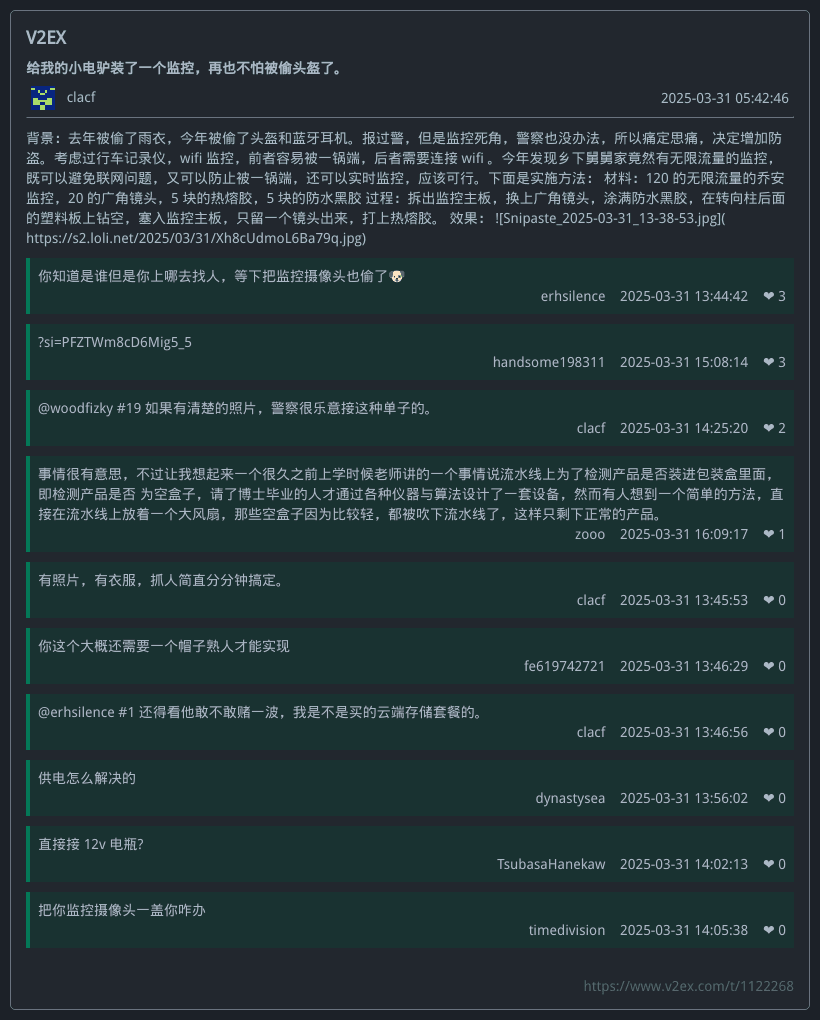 V2EX
给我的小电驴装了一个监控，再也不怕被偷头盔了。
clacf 2025-03-31 05:42:46
背景：去年被偷了雨衣，今年被偷了头盔和蓝牙耳机。报过警，但是监控死角，警察也没办法，所以痛定思痛，决定增加防
盗。考虑过行车记录仪，wifi 监控，前者容易被一锅端，后者需要连接 wifi 。今年发现乡下舅舅家竟然有无限流量的监控，
既可以避免联网问题，又可以防止被一锅端，还可以实时监控，应该可行。下面是实施方法： 材料：120 的无限流量的乔安
监控，20 的广角镜头，5 块的热熔胶，5 块的防水黑胶 过程：拆出监控主板，换上广角镜头，涂满防水黑胶，在转向柱后面
的塑料板上钻空，塞入监控主板，只留一个镜头出来，打上热熔胶。 效果： ![Snipaste_2025-03-31_13-38-53.jpg](
https://s2.loli.net/2025/03/31/Xh8cUdmoL6Ba79q.jpg)
你知道是谁但是你上哪去找人，等下把监控摄像头也偷了🐶
erhsilence 2025-03-31 13:44:42 ❤ 3
?si=PFZTWm8cD6Mig5_5
handsome198311 2025-03-31 15:08:14 ❤ 3
@woodfizky #19 如果有清楚的照片，警察很乐意接这种单子的。
clacf 2025-03-31 14:25:20 ❤ 2
事情很有意思，不过让我想起来一个很久之前上学时候老师讲的一个事情说流水线上为了检测产品是否装进包装盒里面，
即检测产品是否 为空盒子，请了博士毕业的人才通过各种仪器与算法设计了一套设备，然而有人想到一个简单的方法，直
接在流水线上放着一个大风扇，那些空盒子因为比较轻，都被吹下流水线了，这样只剩下正常的产品。
zooo 2025-03-31 16:09:17 ❤ 1
有照片，有衣服，抓人简直分分钟搞定。
clacf 2025-03-31 13:45:53 ❤ 0
你这个大概还需要一个帽子熟人才能实现
fe619742721 2025-03-31 13:46:29 ❤ 0
@erhsilence #1 还得看他敢不敢赌一波，我是不是买的云端存储套餐的。
clacf 2025-03-31 13:46:56 ❤ 0
供电怎么解决的
dynastysea 2025-03-31 13:56:02 ❤ 0
直接接 12v 电瓶?
TsubasaHanekaw 2025-03-31 14:02:13 ❤ 0
把你监控摄像头一盖你咋办
timedivision 2025-03-31 14:05:38 ❤ 0
https://www.v2ex.com/t/1122268